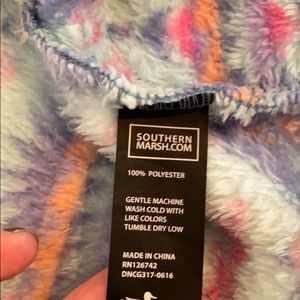 SOUTHERN
MARSH.COM
100% POLYESTER
GENTLE MACHINE
WASH COLD WITH
LIKE COLORS
TUMBLE DRY LOW
MADE IN CHINA
RN126742
DNCG317-0616